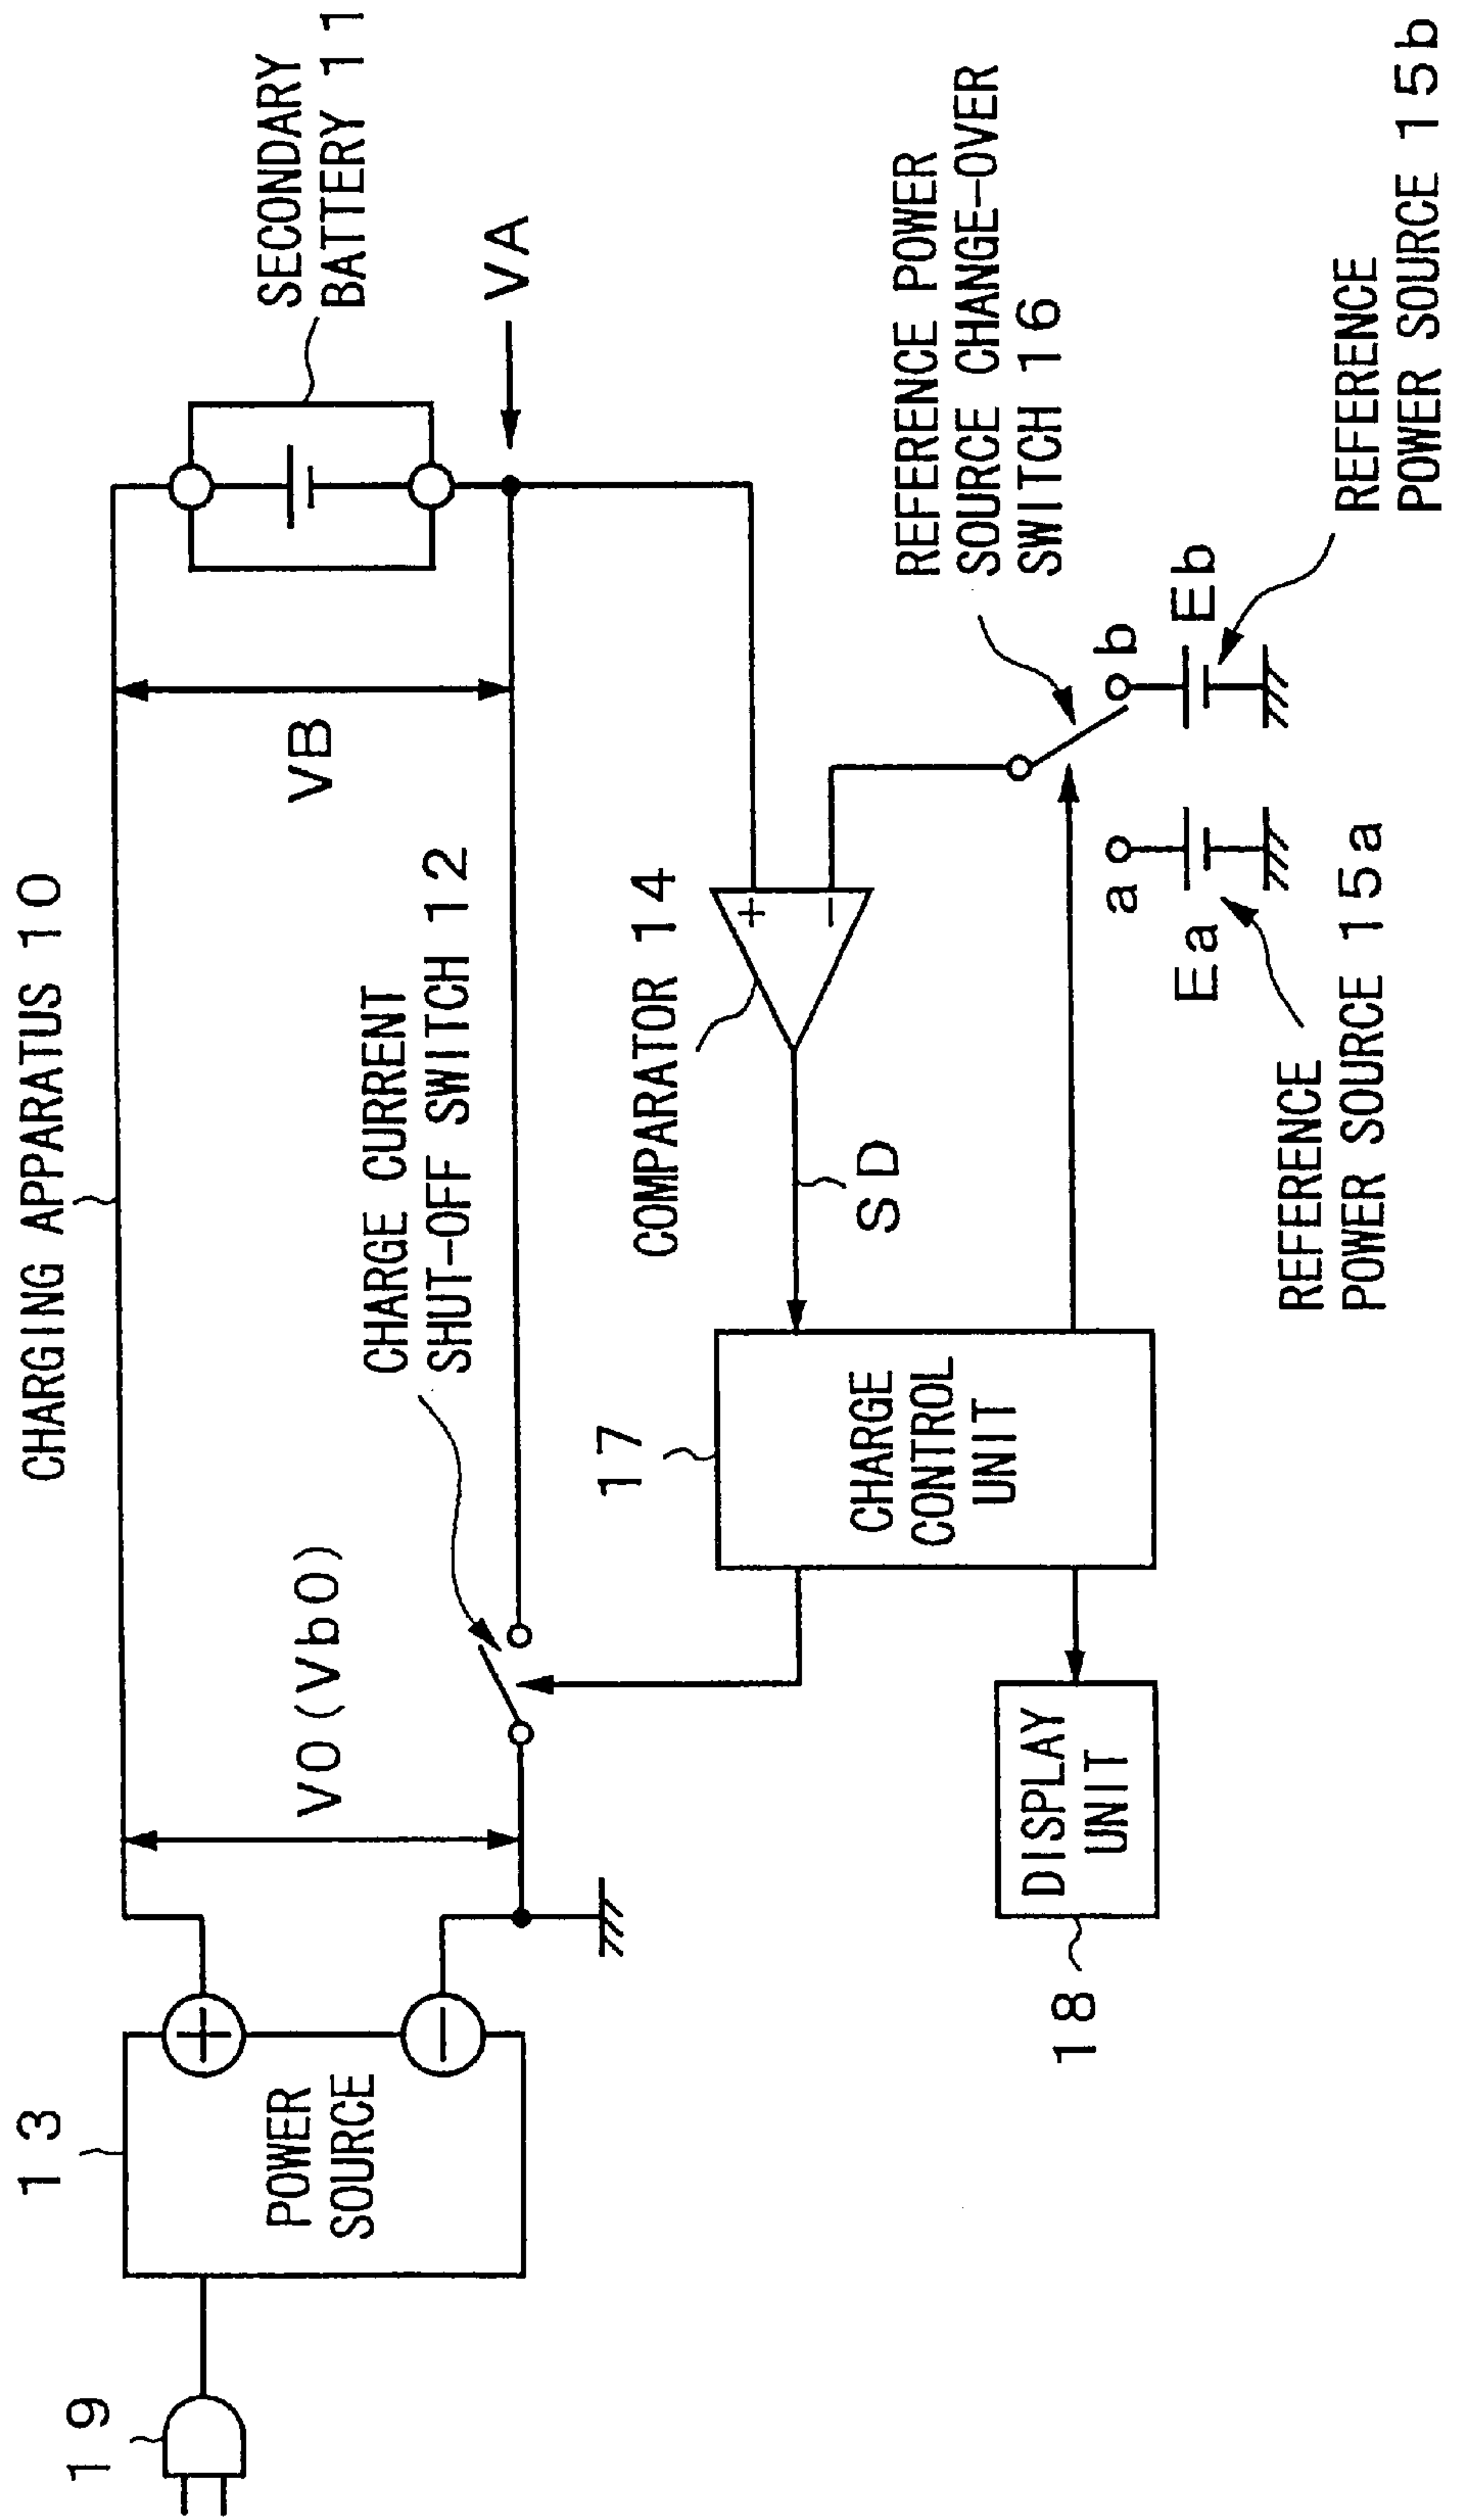 CHARGING APPARATUS 10
13
19
POWER
SOURCE
V0(Vb0)
VB
SECONDARY
BATTERY 11
CHARGE CURRENT
SHUT-OFF SWITCH 12
VA
17
CHARGE
CONTROL
UNIT
COMPARATOR 14
+
−
SD
REFERENCE POWER
SOURCE CHANGE-OVER
SWITCH 16
18
DISPLAY
UNIT
a
b
Ea
Eb
REFERENCE
POWER SOURCE 15a
REFERENCE
POWER SOURCE 15b